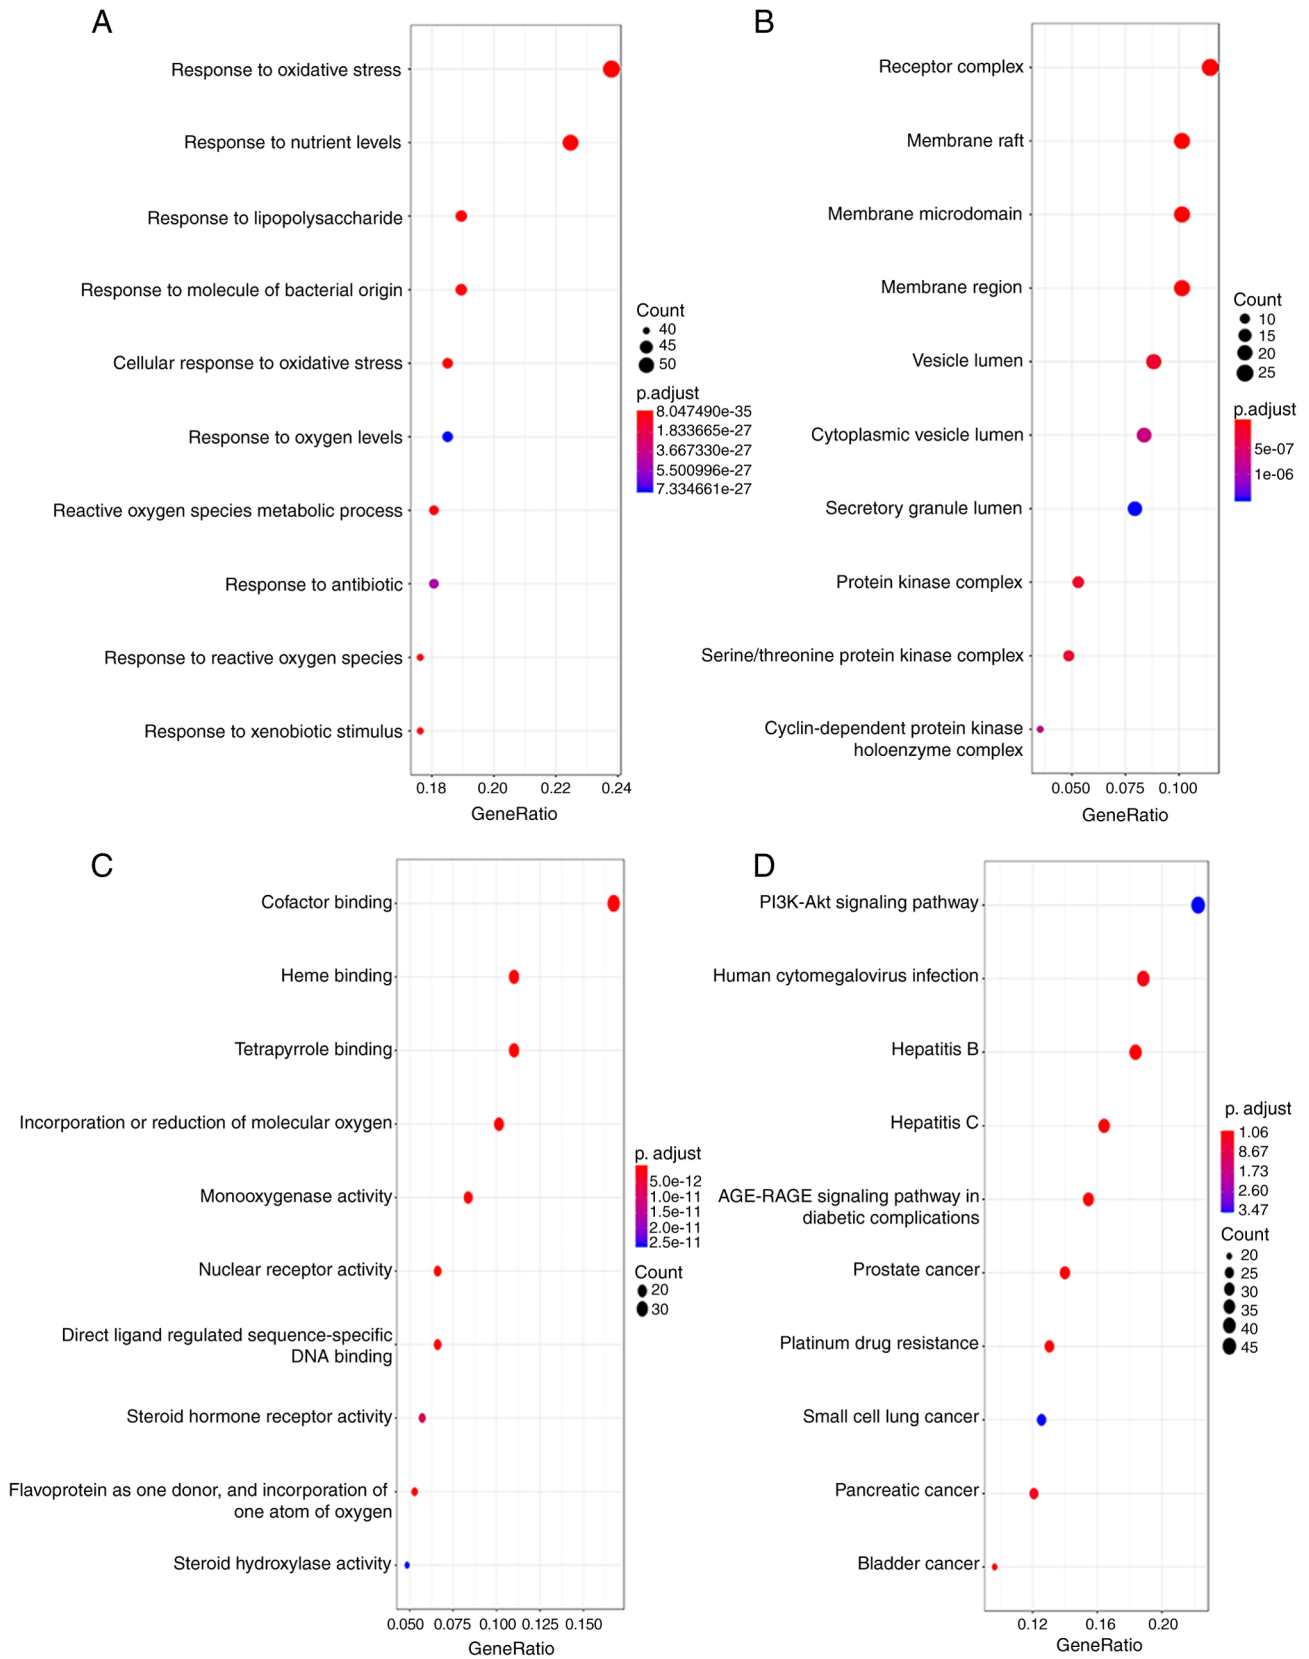 A
Response to oxidative stress
Response to nutrient levels
Response to lipopolysaccharide
Response to molecule of bacterial origin
Cellular response to oxidative stress
Response to oxygen levels
Reactive oxygen species metabolic process
Response to antibiotic
Response to reactive oxygen species
Response to xenobiotic stimulus
0.18 0.20 0.22 0.24
GeneRatio
Count
40
45
50
p.adjust
8.047490e-35
1.833665e-27
3.667330e-27
5.500996e-27
7.334661e-27
B
Receptor complex
Membrane raft
Membrane microdomain
Membrane region
Vesicle lumen
Cytoplasmic vesicle lumen
Secretory granule lumen
Protein kinase complex
Serine/threonine protein kinase complex
Cyclin-dependent protein kinase
holoenzyme complex
0.050 0.075 0.100
GeneRatio
Count
10
15
20
25
p.adjust
5e-07
1e-06
C
Cofactor binding
Heme binding
Tetrapyrrole binding
Incorporation or reduction of molecular oxygen
Monooxygenase activity
Nuclear receptor activity
Direct ligand regulated sequence-specific
DNA binding
Steroid hormone receptor activity
Flavoprotein as one donor, and incorporation of
one atom of oxygen
Steroid hydroxylase activity
0.050 0.075 0.100 0.125 0.150
GeneRatio
p. adjust
5.0e-12
1.0e-11
1.5e-11
2.0e-11
2.5e-11
Count
20
30
D
PI3K-Akt signaling pathway
Human cytomegalovirus infection
Hepatitis B
Hepatitis C
AGE-RAGE signaling pathway in
diabetic complications
Prostate cancer
Platinum drug resistance
Small cell lung cancer
Pancreatic cancer
Bladder cancer
0.12 0.16 0.20
GeneRatio
p. adjust
1.06
8.67
1.73
2.60
3.47
Count
20
25
30
35
40
45